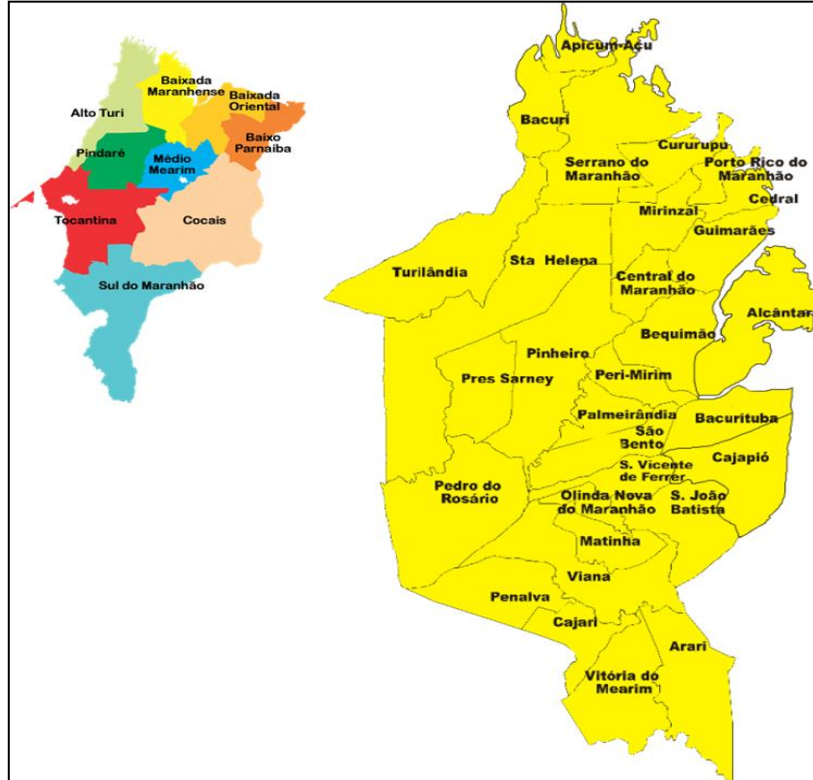 Baixada
Maranhense
Baixada
Oriental
Alto Turi
Baixo
Parnaiba
Pindaré
Médio
Mearim
Tocantina
Cocais
Sul do Maranhão
Apicum-Açu
Bacuri
Cururupu
Serrano do
Maranhão
Porto Rico do
Maranhão
Cedral
Mirinzal
Guimarães
Turilândia
Sta Helena
Central do
Maranhão
Alcântar
Bequimão
Pinheiro
Pres Sarney
Peri-Mirim
Palmeirândia
Bacurituba
São
Bento
Cajapió
S. Vicente
de Ferrer
Pedro do
Rosário
Olinda Nova
do Maranhão
S. João
Batista
Matinha
Viana
Penalva
Cajari
Arari
Vitória do
Mearim